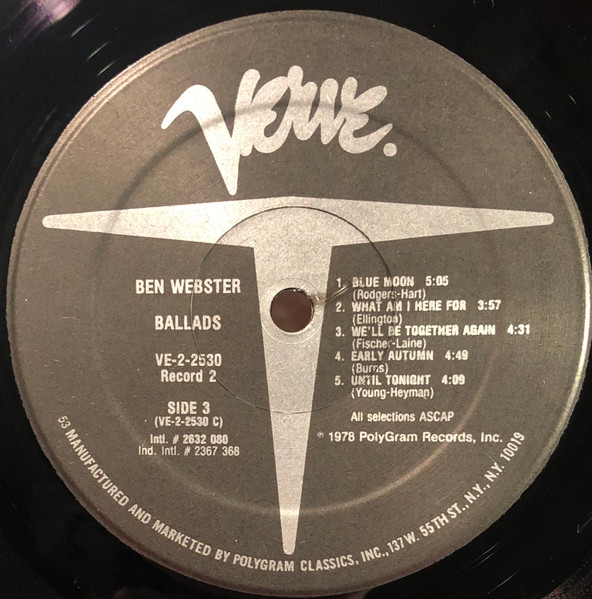 Verve.
BEN WEBSTER
BALLADS
VE-2-2530
Record 2
SIDE 3
(VE-2-2530 C)
Intl. # 2632 080
Ind. Intl. # 2367 368
1. BLUE MOON 5:05
(Rodgers-Hart)
2. WHAT AM I HERE FOR 3:57
(Ellington)
3. WE'LL BE TOGETHER AGAIN 4:31
(Fischer-Laine)
4. EARLY AUTUMN 4:49
(Burns)
5. UNTIL TONIGHT 4:09
(Young-Heyman)
All selections ASCAP
℗ 1978 PolyGram Records, Inc.
53 MANUFACTURED AND MARKETED BY POLYGRAM CLASSICS, INC., 137 W. 55TH ST., N.Y., N.Y. 10019